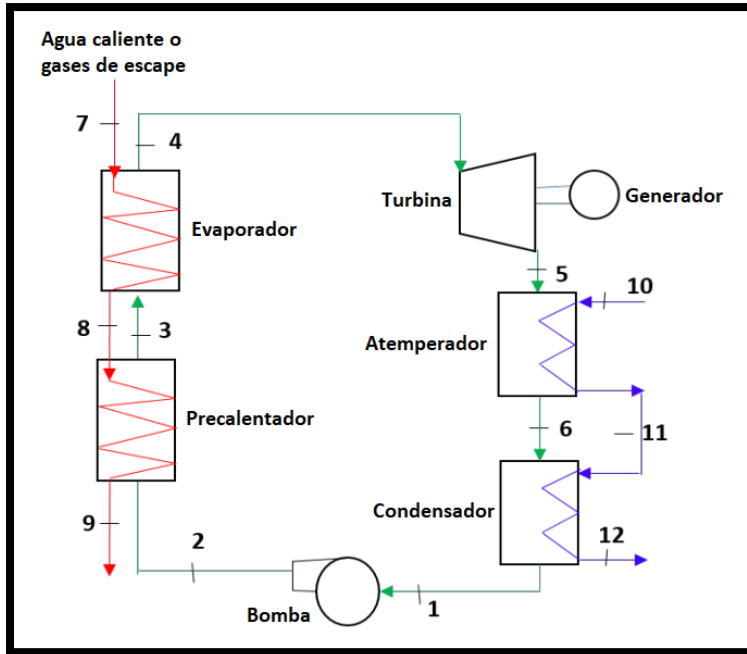 Agua caliente o
gases de escape
7
4
Turbina
Generador
Evaporador
5
10
8
3
Atemperador
Precalentador
6
11
Condensador
9
2
12
Bomba
1